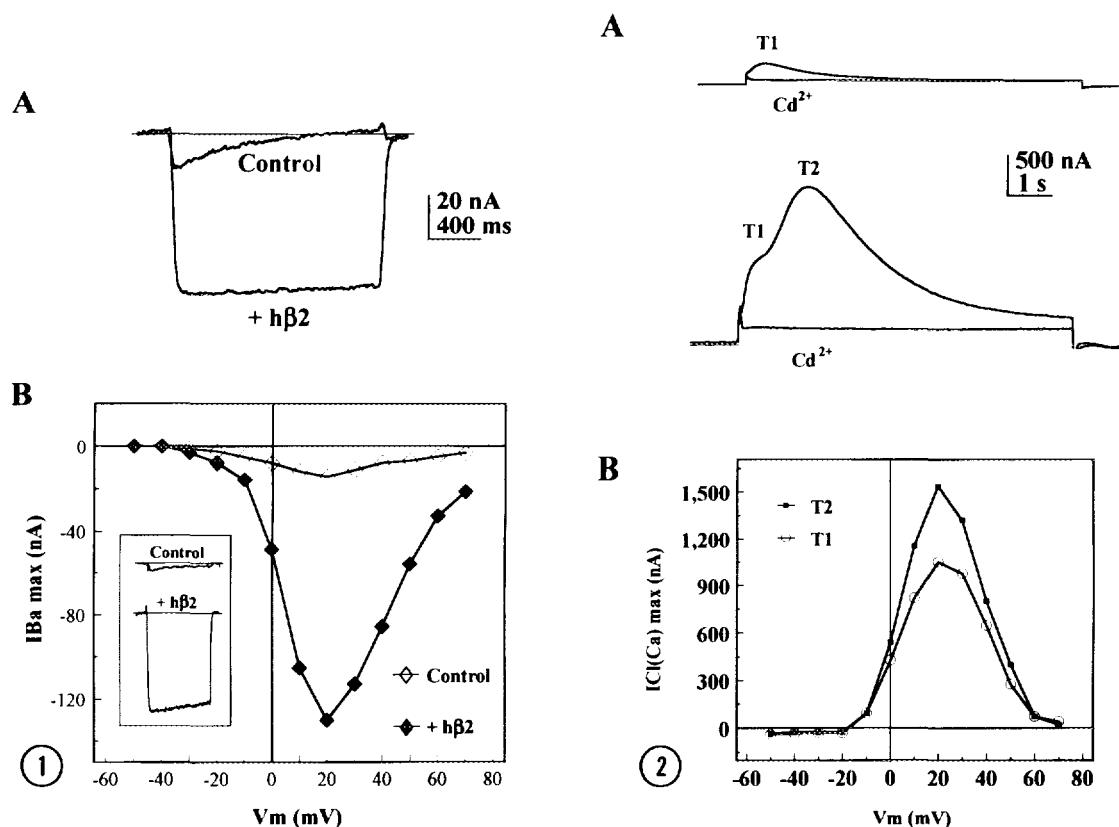 A
Control
20 nA
400 ms
+ hβ2
B
0
-40
-80
-120
IBa max (nA)
Control
+ hβ2
Control
+ hβ2
-60
-40
-20
0
20
40
60
80
Vm (mV)
1
A
T1
Cd2+
500 nA
1 s
T2
T1
Cd2+
B
1,500
1,200
900
600
300
0
ICl(Ca) max (nA)
T2
T1
-60
-40
-20
0
20
40
60
80
Vm (mV)
2